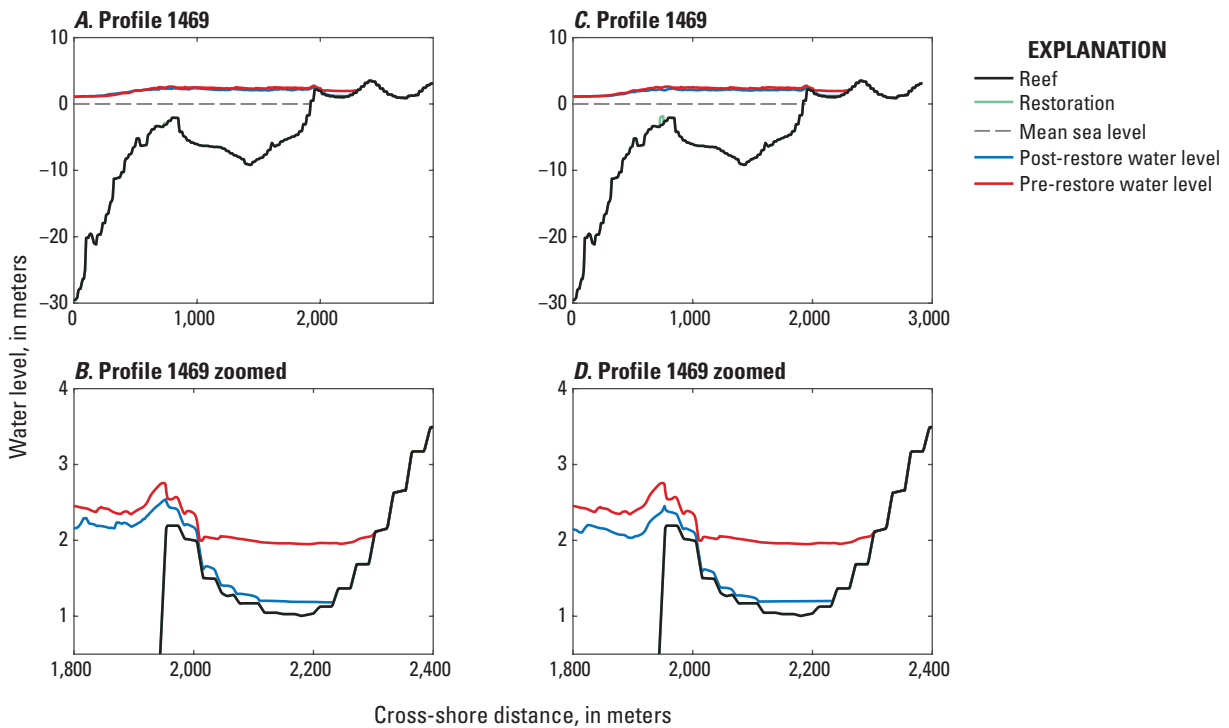 A. Profile 1469
C. Profile 1469
EXPLANATION
Reef
Restoration
Mean sea level
Post-restore water level
Pre-restore water level
10
0
−10
−20
−30
0
1,000
2,000
10
0
−10
−20
−30
0
1,000
2,000
3,000
Water level, in meters
B. Profile 1469 zoomed
D. Profile 1469 zoomed
4
3
2
1
1,800
2,000
2,200
2,400
4
3
2
1
1,800
2,000
2,200
2,400
Cross-shore distance, in meters